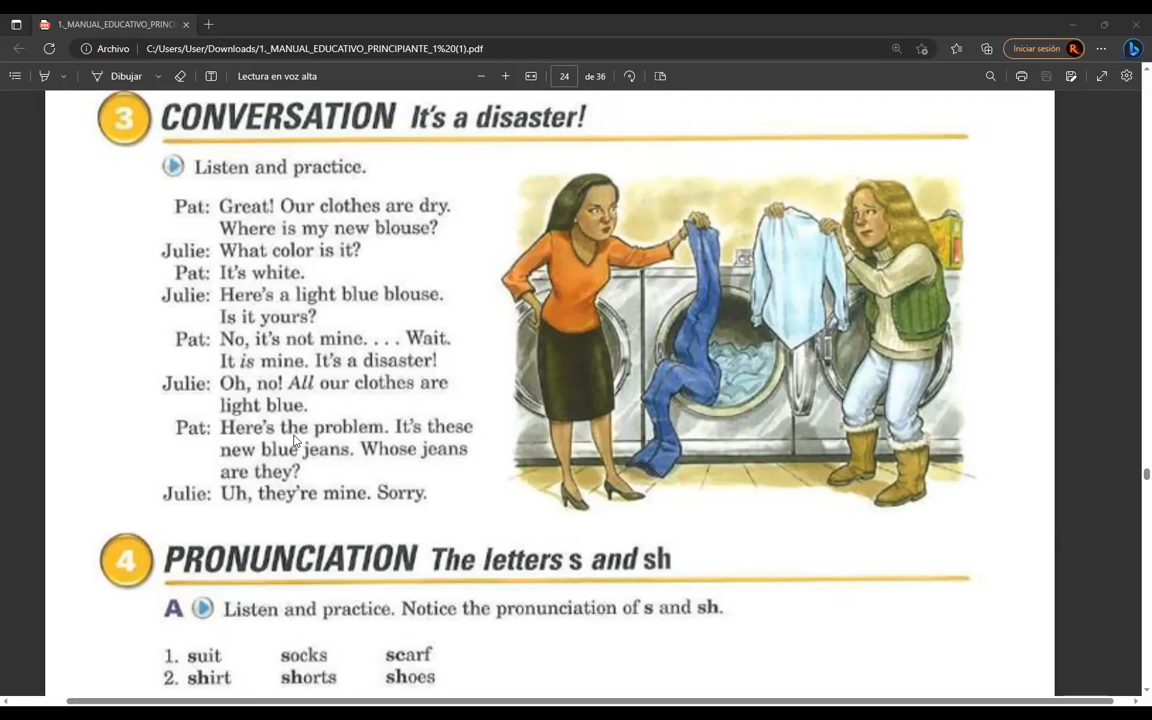 1._MANUAL_EDUCATIVO_PRINC
Archivo C:/Users/User/Downloads/1._MANUAL_EDUCATIVO_PRINCIPIANTE_1%20(1).pdf
Iniciar sesión R
Dibujar
Lectura en voz alta
24 de 36
3 CONVERSATION It's a disaster!
Listen and practice.
Pat: Great! Our clothes are dry.
Where is my new blouse?
Julie: What color is it?
Pat: It's white.
Julie: Here's a light blue blouse.
Is it yours?
Pat: No, it's not mine. . . . Wait.
It is mine. It's a disaster!
Julie: Oh, no! All our clothes are
light blue.
Pat: Here's the problem. It's these
new blue jeans. Whose jeans
are they?
Julie: Uh, they're mine. Sorry.
4 PRONUNCIATION The letters s and sh
A Listen and practice. Notice the pronunciation of s and sh.
1. suit socks scarf
2. shirt shorts shoes